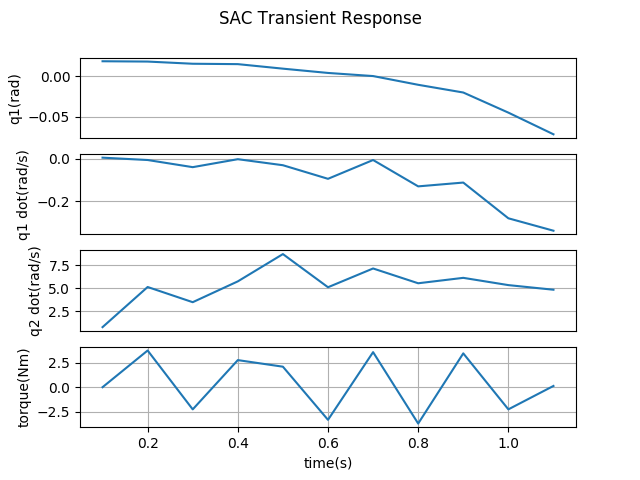 SAC Transient Response
q1(rad)
0.00
−0.05
q1 dot(rad/s)
0.0
−0.2
q2 dot(rad/s)
7.5
5.0
2.5
torque(Nm)
2.5
0.0
−2.5
0.2 0.4 0.6 0.8 1.0
time(s)